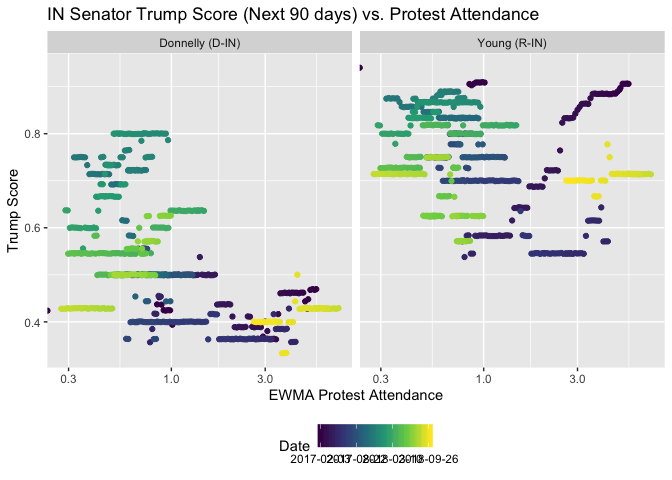 IN Senator Trump Score (Next 90 days) vs. Protest Attendance
Donnelly (D-IN) Young (R-IN)
0.8
0.6
0.4
Trump Score
0.3 1.0 3.0 0.3 1.0 3.0
EWMA Protest Attendance
Date
2017-02-03 2018-09-26